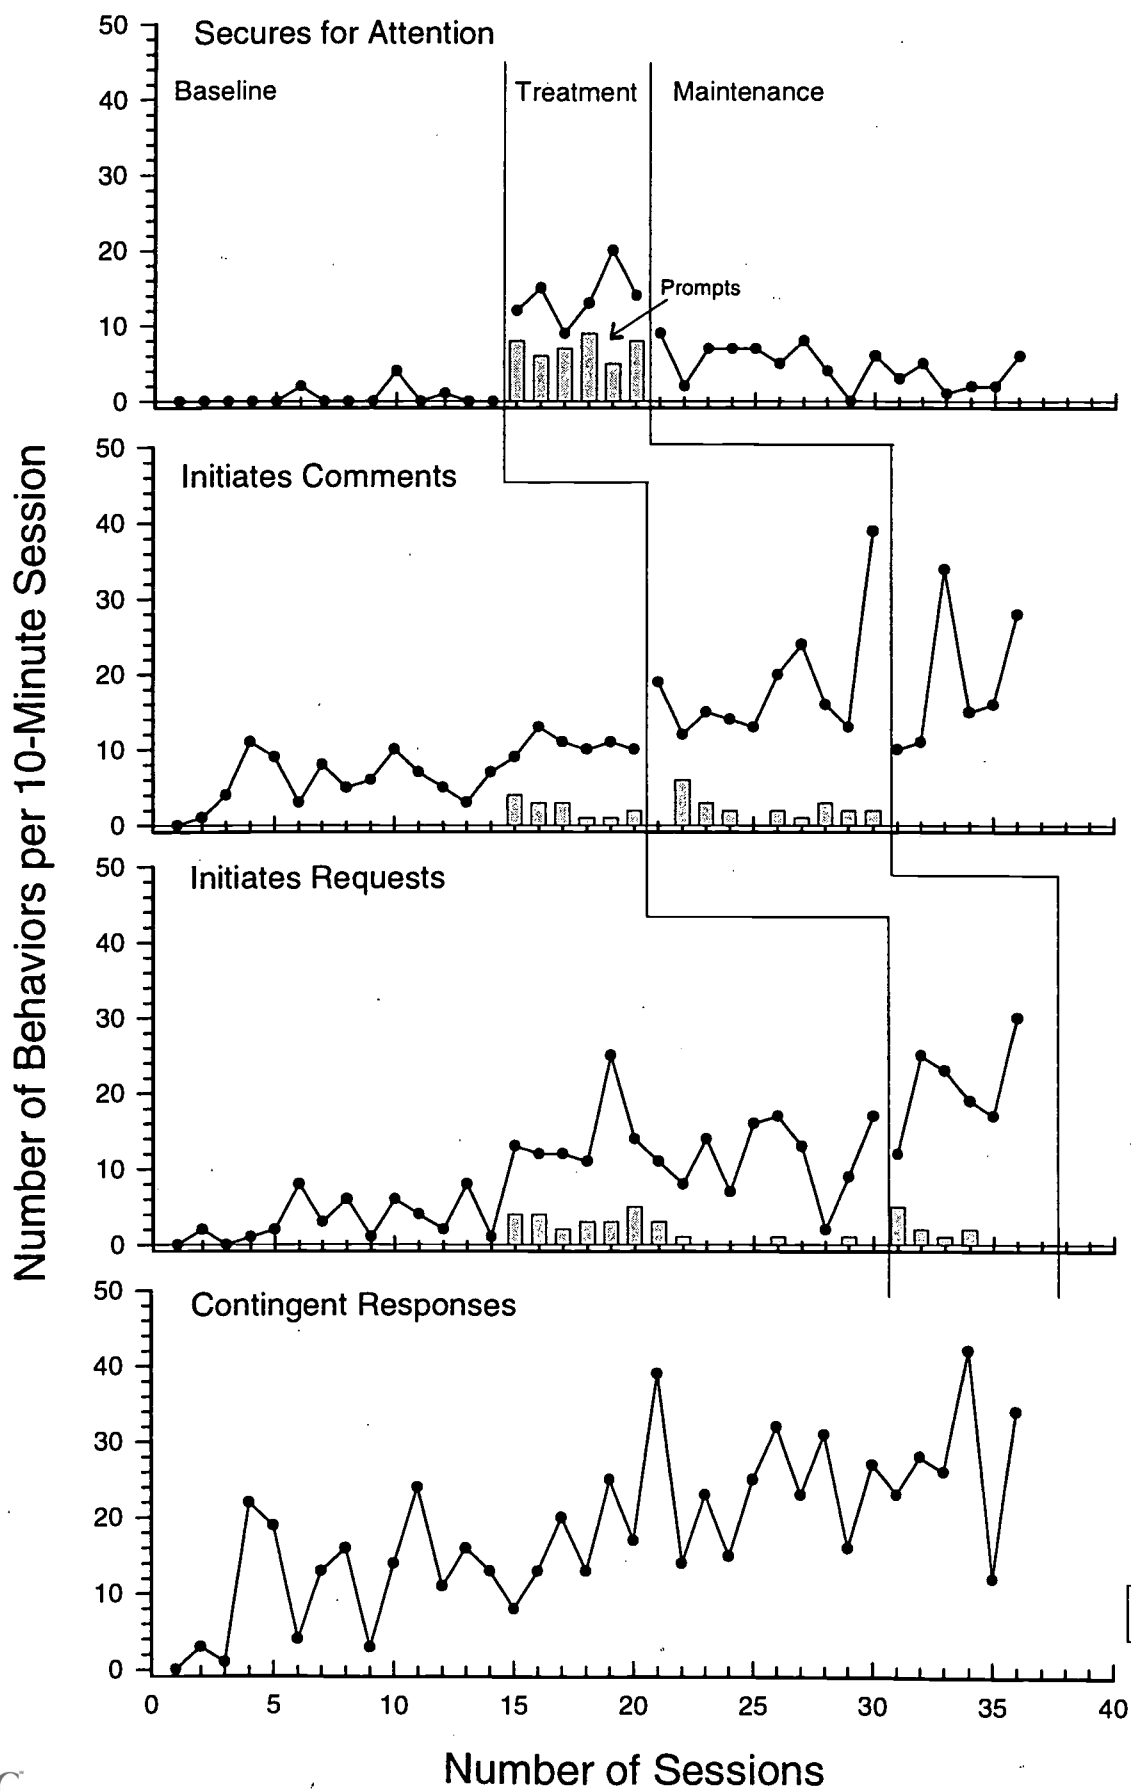 50
Secures for Attention
Baseline
Treatment
Maintenance
40
30
20
Prompts
10
0
50
Initiates Comments
40
30
20
10
0
50
Initiates Requests
40
30
20
10
0
50
Contingent Responses
40
30
20
10
0
0 5 10 15 20 25 30 35 40
Number of Sessions
Number of Behaviors per 10-Minute Session